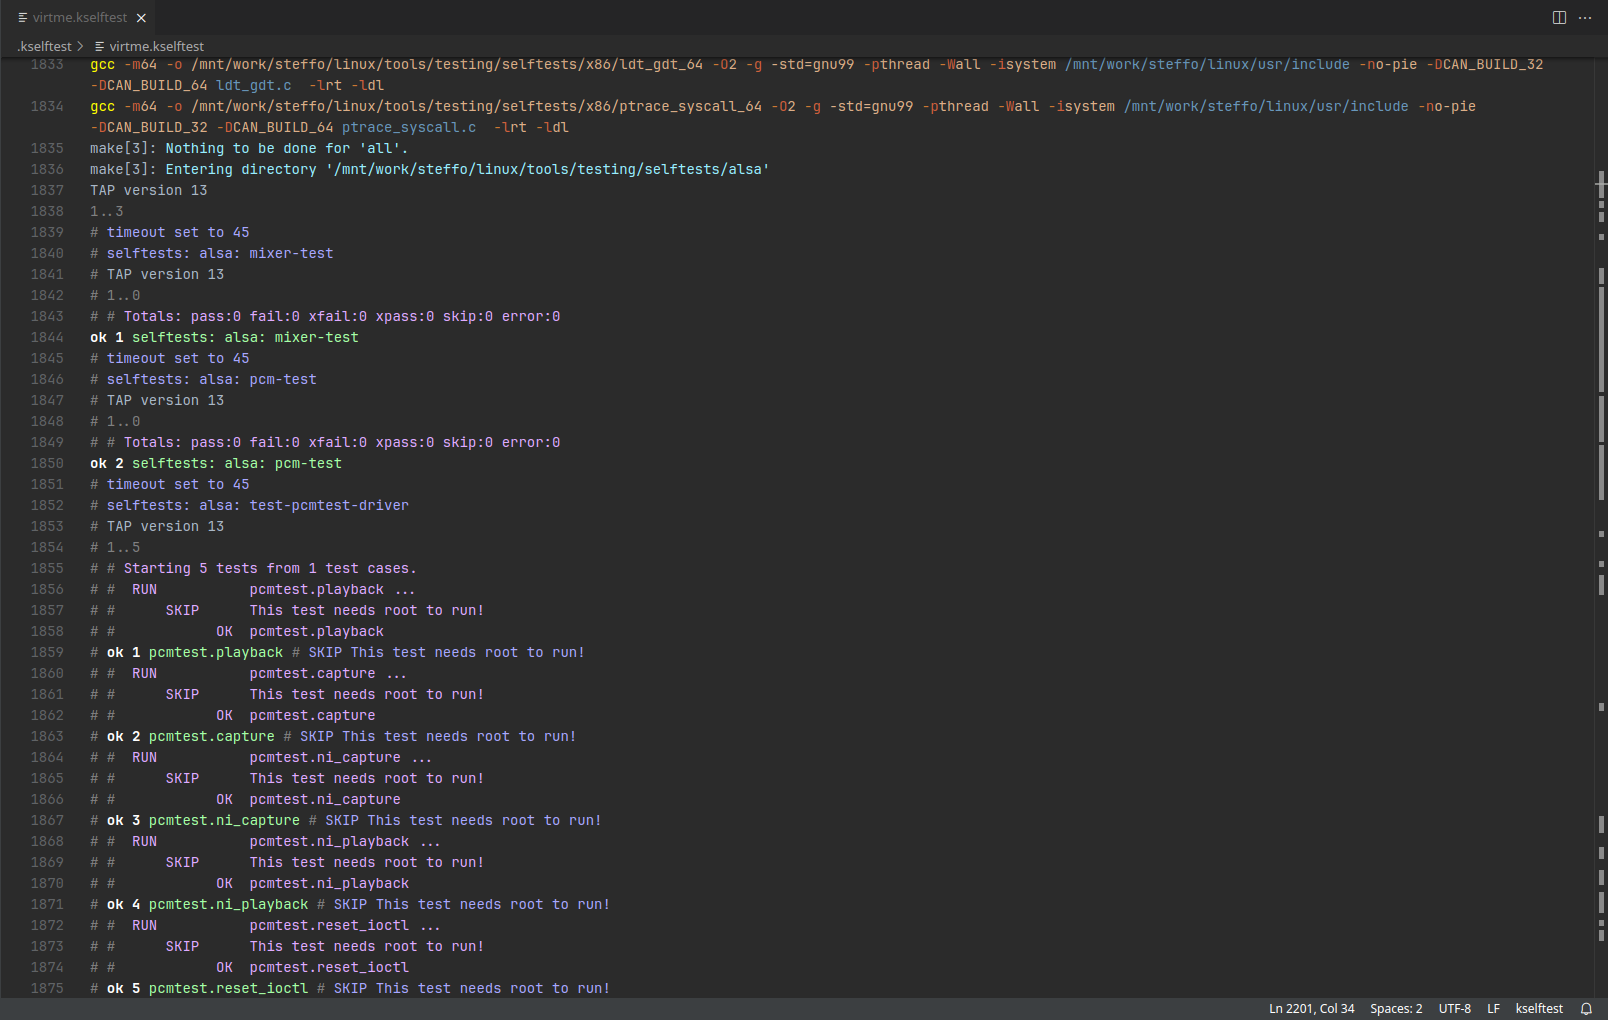 virtme.kselftest
.kselftest > virtme.kselftest
1833 gcc -m64 -o /mnt/work/steffo/linux/tools/testing/selftests/x86/ldt_gdt_64 -O2 -g -std=gnu99 -pthread -Wall -isystem /mnt/work/steffo/linux/usr/include -no-pie -DCAN_BUILD_32
-DCAN_BUILD_64 ldt_gdt.c  -lrt -ldl
1834 gcc -m64 -o /mnt/work/steffo/linux/tools/testing/selftests/x86/ptrace_syscall_64 -O2 -g -std=gnu99 -pthread -Wall -isystem /mnt/work/steffo/linux/usr/include -no-pie
-DCAN_BUILD_32 -DCAN_BUILD_64 ptrace_syscall.c  -lrt -ldl
1835 make[3]: Nothing to be done for 'all'.
1836 make[3]: Entering directory '/mnt/work/steffo/linux/tools/testing/selftests/alsa'
1837 TAP version 13
1838 1..3
1839 # timeout set to 45
1840 # selftests: alsa: mixer-test
1841 # TAP version 13
1842 # 1..0
1843 # # Totals: pass:0 fail:0 xfail:0 xpass:0 skip:0 error:0
1844 ok 1 selftests: alsa: mixer-test
1845 # timeout set to 45
1846 # selftests: alsa: pcm-test
1847 # TAP version 13
1848 # 1..0
1849 # # Totals: pass:0 fail:0 xfail:0 xpass:0 skip:0 error:0
1850 ok 2 selftests: alsa: pcm-test
1851 # timeout set to 45
1852 # selftests: alsa: test-pcmtest-driver
1853 # TAP version 13
1854 # 1..5
1855 # # Starting 5 tests from 1 test cases.
1856 # #  RUN           pcmtest.playback ...
1857 # #      SKIP      This test needs root to run!
1858 # #            OK  pcmtest.playback
1859 # ok 1 pcmtest.playback # SKIP This test needs root to run!
1860 # #  RUN           pcmtest.capture ...
1861 # #      SKIP      This test needs root to run!
1862 # #            OK  pcmtest.capture
1863 # ok 2 pcmtest.capture # SKIP This test needs root to run!
1864 # #  RUN           pcmtest.ni_capture ...
1865 # #      SKIP      This test needs root to run!
1866 # #            OK  pcmtest.ni_capture
1867 # ok 3 pcmtest.ni_capture # SKIP This test needs root to run!
1868 # #  RUN           pcmtest.ni_playback ...
1869 # #      SKIP      This test needs root to run!
1870 # #            OK  pcmtest.ni_playback
1871 # ok 4 pcmtest.ni_playback # SKIP This test needs root to run!
1872 # #  RUN           pcmtest.reset_ioctl ...
1873 # #      SKIP      This test needs root to run!
1874 # #            OK  pcmtest.reset_ioctl
1875 # ok 5 pcmtest.reset_ioctl # SKIP This test needs root to run!
Ln 2201, Col 34 Spaces: 2 UTF-8 LF kselftest